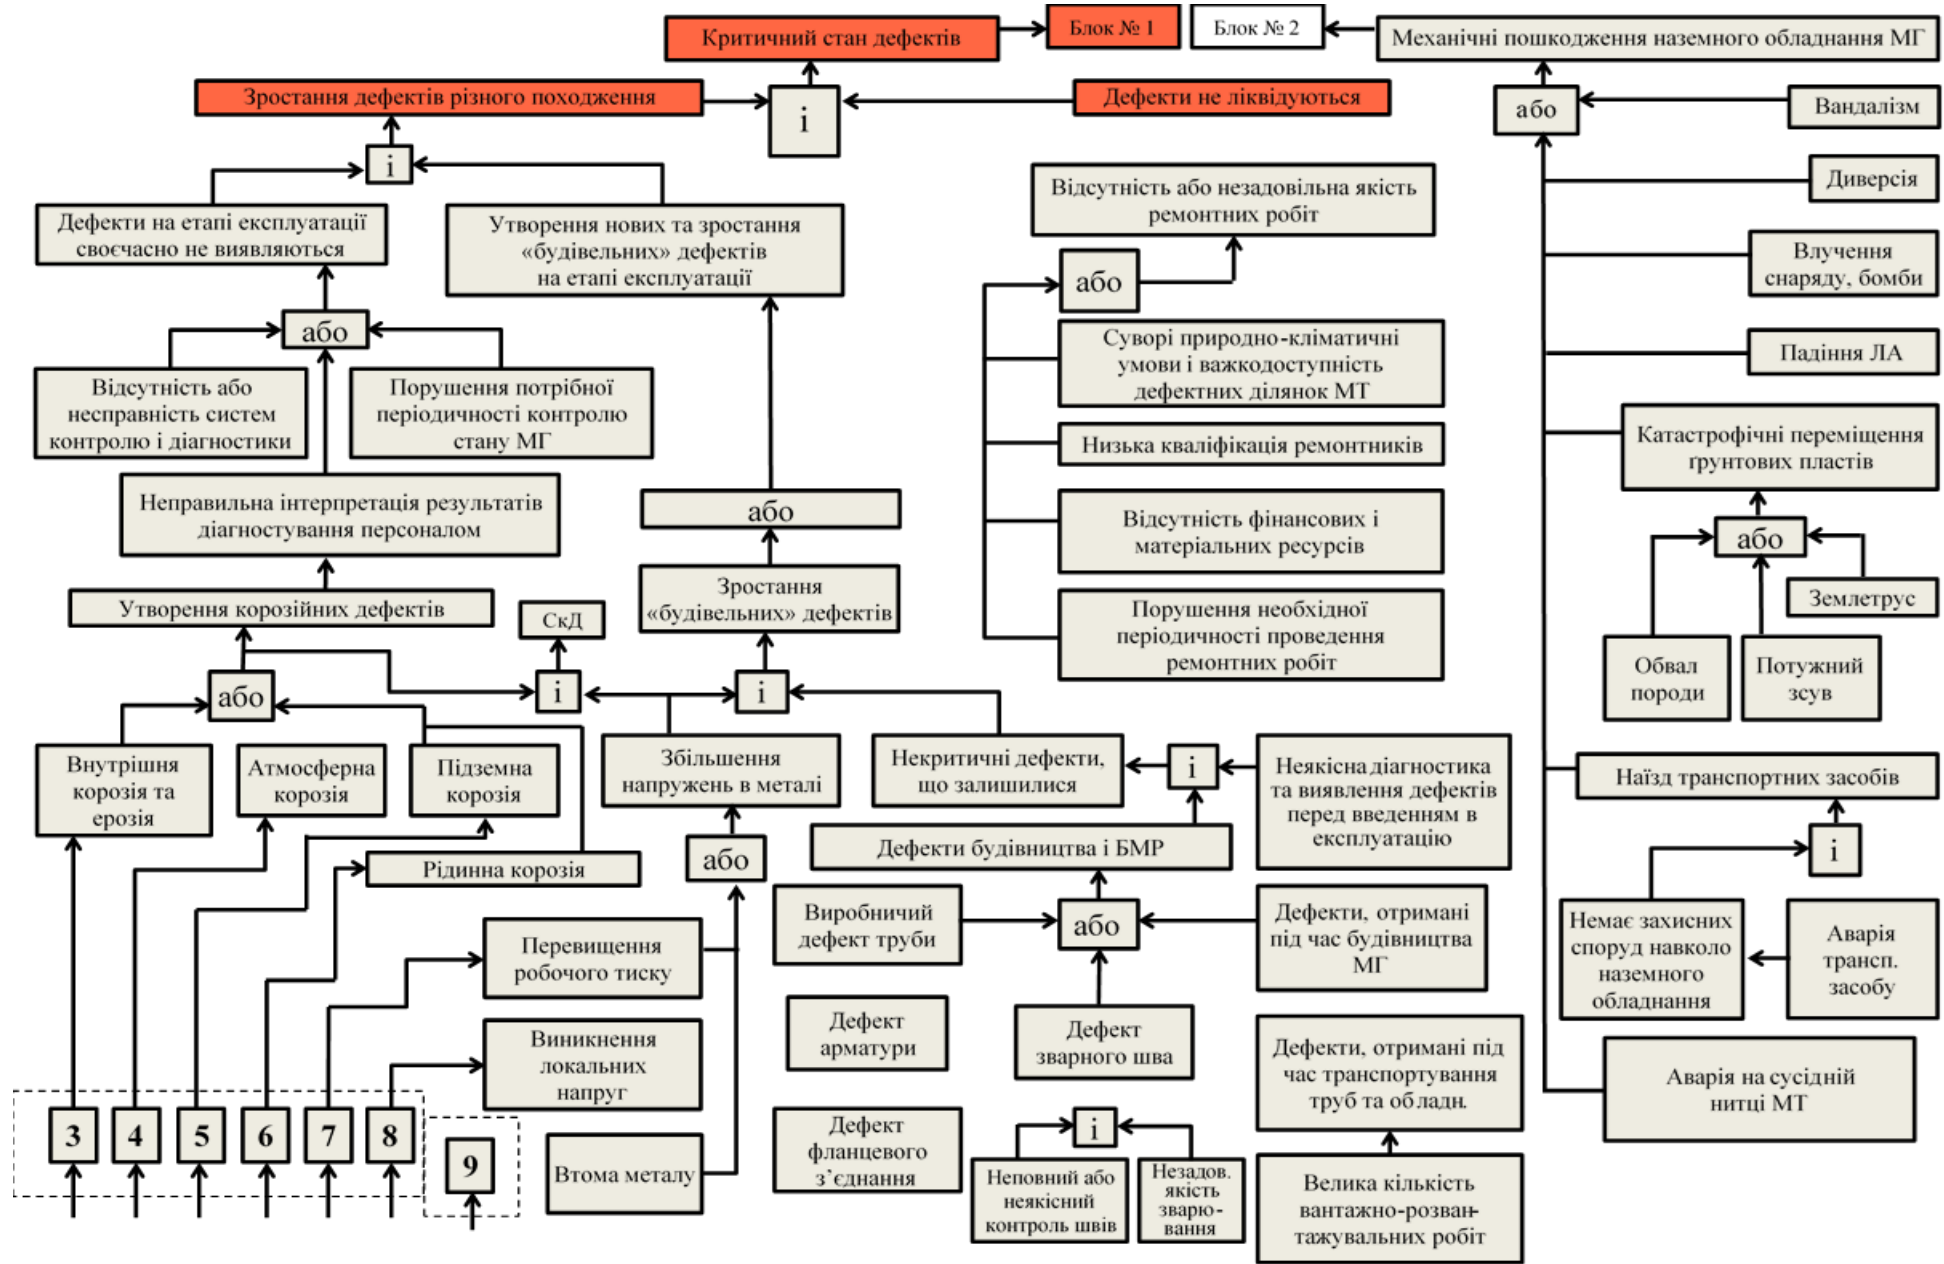 Критичний стан дефектів
Блок № 1
Блок № 2
Механічні пошкодження наземного обладнання МГ
Зростання дефектів різного походження
і
Дефекти не ліквідуються
або
Вандалізм
і
Дефекти на етапі експлуатації
своєчасно не виявляються
Утворення нових та зростання
«будівельних» дефектів
на етапі експлуатації
Відсутність або незадовільна якість
ремонтних робіт
Диверсія
Влучення
снаряду, бомби
або
або
Суворі природно-кліматичні
умови і важкодоступність
дефектних ділянок МТ
Падіння ЛА
Відсутність або
несправність систем
контролю і діагностики
Порушення потрібної
періодичності контролю
стану МГ
Низька кваліфікація ремонтників
Катастрофічні переміщення
ґрунтових пластів
Неправильна інтерпретація результатів
діагностування персоналом
або
Відсутність фінансових і
матеріальних ресурсів
або
Утворення корозійних дефектів
СкД
Зростання
«будівельних» дефектів
Порушення необхідної
періодичності проведення
ремонтних робіт
Землетрус
Обвал
породи
Потужний
зсув
або
і
і
Внутрішня
корозія та
ерозія
Атмосферна
корозія
Підземна
корозія
Збільшення
напружень в металі
Некритичні дефекти,
що залишилися
і
Неякісна діагностика
та виявлення дефектів
перед введенням в
експлуатацію
Наїзд транспортних засобів
Рідинна корозія
або
Дефекти будівництва і БМР
і
Перевищення
робочого тиску
Виробничий
дефект труби
або
Дефекти, отримані
під час будівництва
МГ
Немає захисних
споруд навколо
наземного
обладнання
Аварія
трансп.
засобу
Виникнення
локальних
напруг
Дефект
арматури
Дефект
зварного шва
Дефекти, отримані під
час транспортування
труб та обладн.
Аварія на сусідній
нитці МТ
3
4
5
6
7
8
9
Втома металу
Дефект
фланцевого
з’єднання
і
Неповний або
неякісний
контроль швів
Незадов.
якість
зварю-
вання
Велика кількість
вантажно-розван-
тажувальних робіт